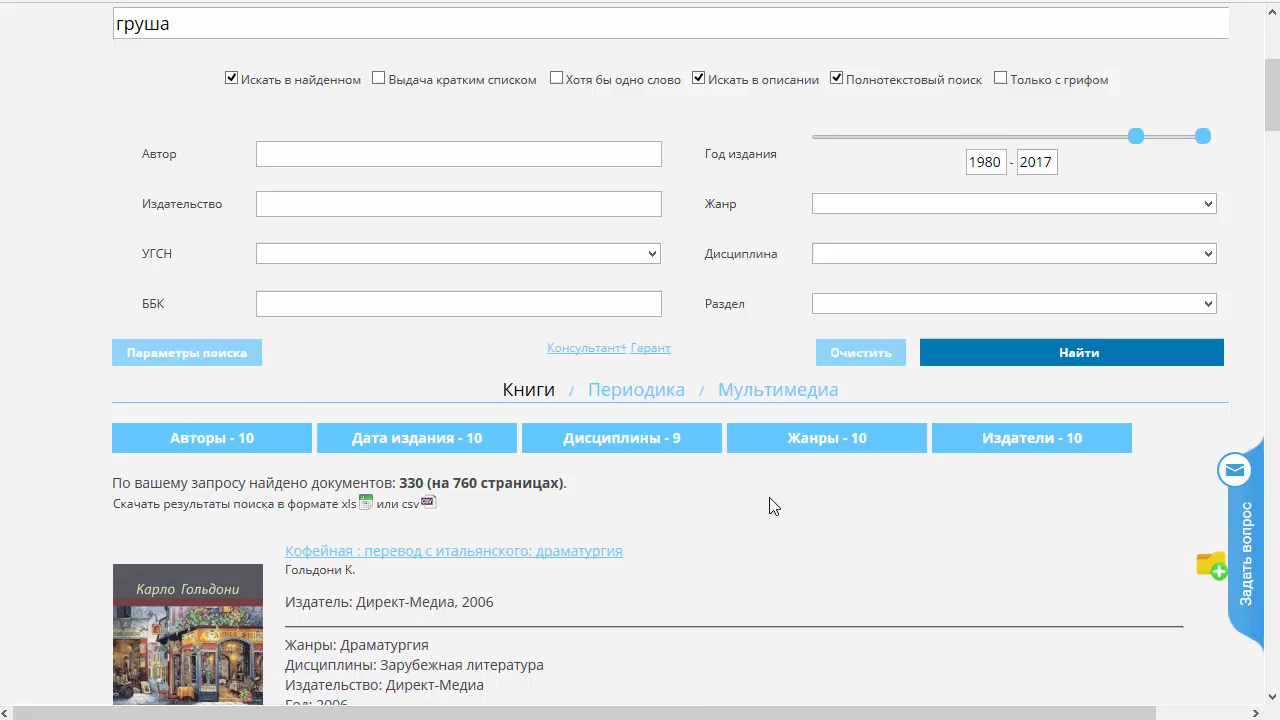 груша
Искать в найденном Выдача кратким списком Хотя бы одно слово Искать в описании Полнотекстовый поиск Только с грифом
Автор Год издания
1980 - 2017
Издательство Жанр
УГСН Дисциплина
ББК Раздел
Параметры поиска Консультант+ Гарант Очистить Найти
Книги / Периодика / Мультимедиа
Авторы - 10 Дата издания - 10 Дисциплины - 9 Жанры - 10 Издатели - 10
По вашему запросу найдено документов: 330 (на 760 страницах).
Скачать результаты поиска в формате xls или csv
Кофейная : перевод с итальянского: драматургия
Гольдони К.
Карло Гольдони
Издатель: Директ-Медиа, 2006
Жанры: Драматургия
Дисциплины: Зарубежная литература
Издательство: Директ-Медиа
Год: 2006
Задать вопрос